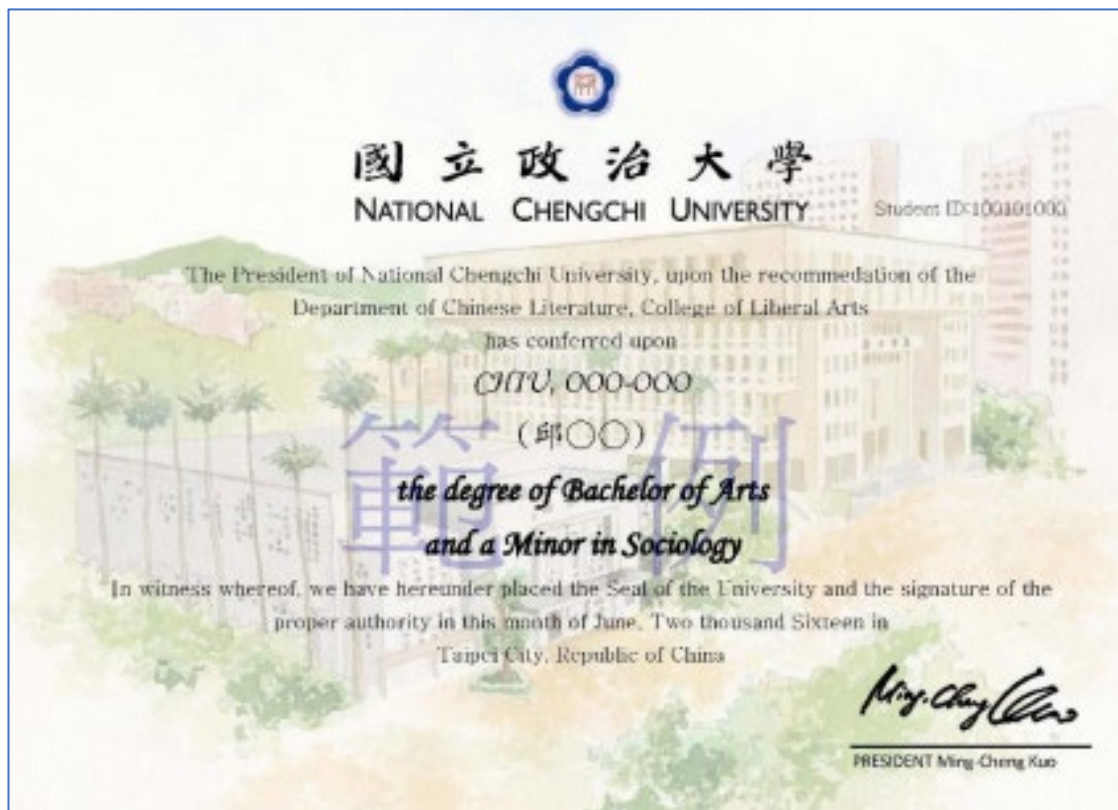 國立政治大學
NATIONAL CHENGCHI UNIVERSITY
Student ID:100101000
The President of National Chengchi University, upon the recommedation of the
Department of Chinese Literature, College of Liberal Arts
has conferred upon
CHIU, OOO-OOO
(邱〇〇)
範例
the degree of Bachelor of Arts
and a Minor in Sociology
In witness whereof, we have hereunder placed the Seal of the University and the signature of the
proper authority in this month of June, Two thousand Sixteen in
Taipei City, Republic of China
Ming-Cheng Kuo
PRESIDENT Ming-Cheng Kuo